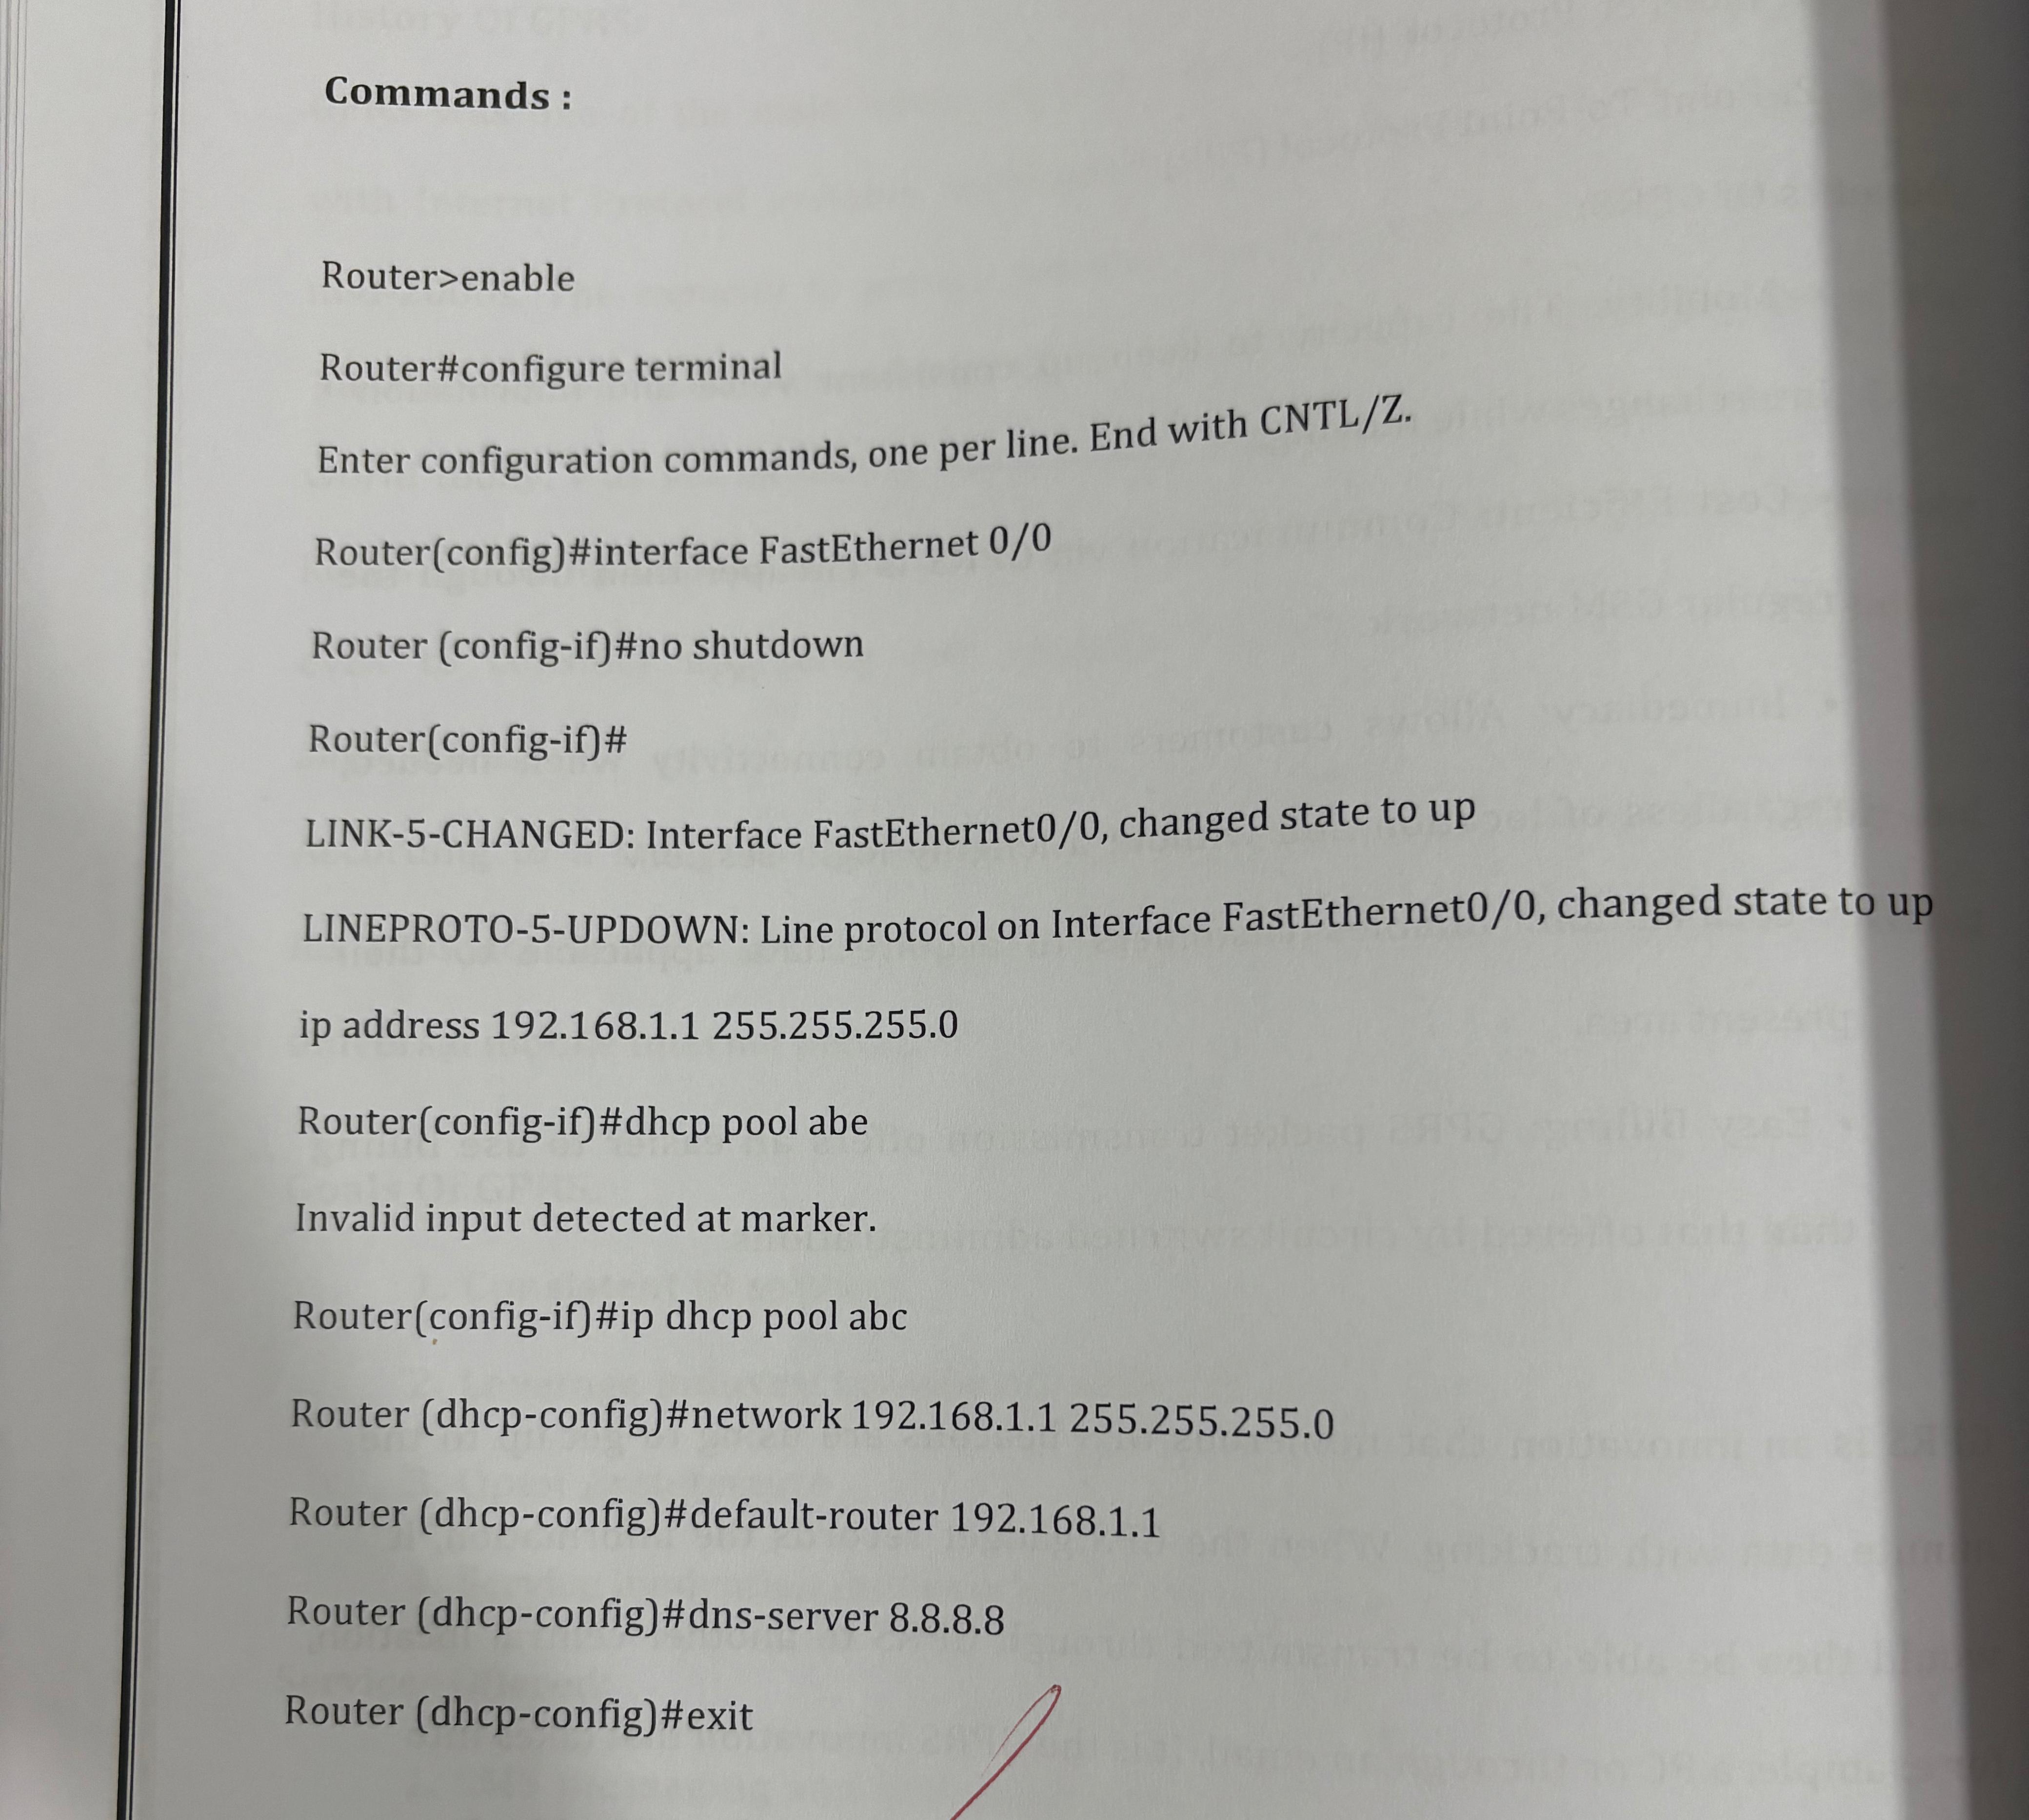 Commands :
Router>enable
Router#configure terminal
Enter configuration commands, one per line. End with CNTL/Z.
Router(config)#interface FastEthernet 0/0
Router (config-if)#no shutdown
Router(config-if)#
LINK-5-CHANGED: Interface FastEthernet0/0, changed state to up
LINEPROTO-5-UPDOWN: Line protocol on Interface FastEthernet0/0, changed state to up
ip address 192.168.1.1 255.255.255.0
Router(config-if)#dhcp pool abe
Invalid input detected at marker.
Router(config-if)#ip dhcp pool abc
Router (dhcp-config)#network 192.168.1.1 255.255.255.0
Router (dhcp-config)#default-router 192.168.1.1
Router (dhcp-config)#dns-server 8.8.8.8
Router (dhcp-config)#exit